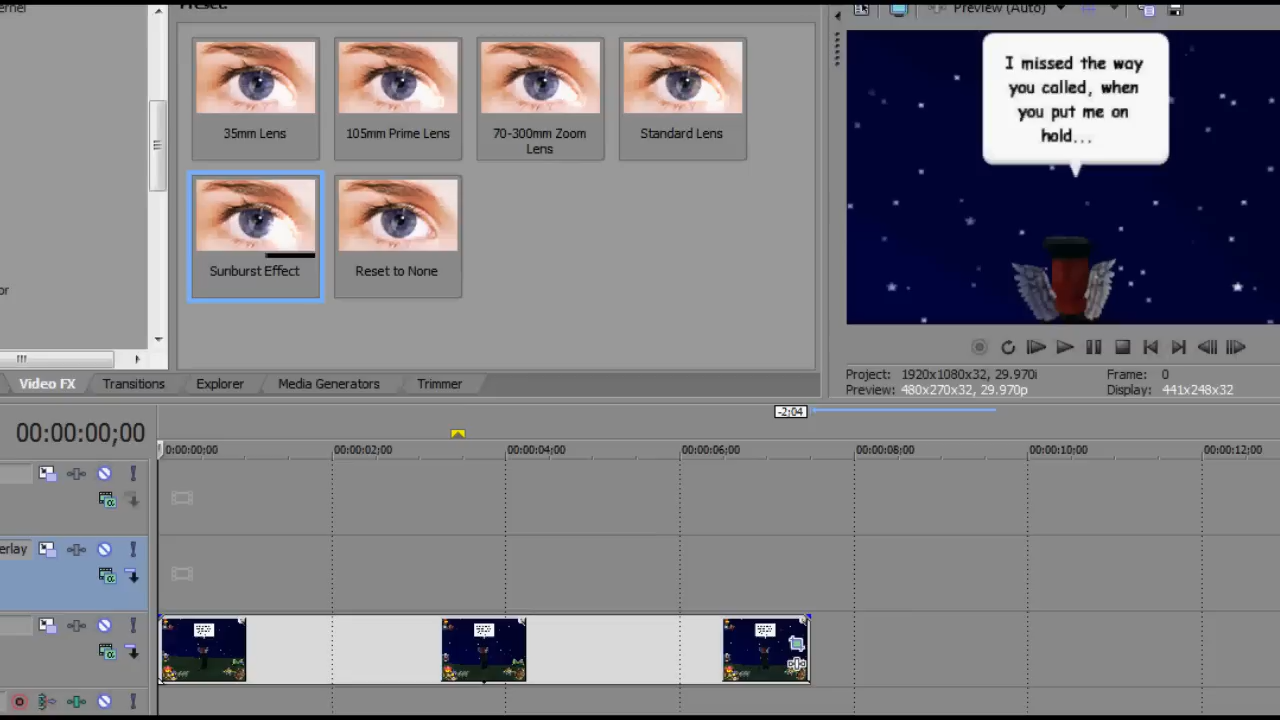 Preview (Auto)
I missed the way
you called, when
you put me on
hold...
35mm Lens
105mm Prime Lens
70-300mm Zoom
Lens
Standard Lens
Sunburst Effect
Reset to None
or
Video FX
Transitions
Explorer
Media Generators
Trimmer
Project: 1920x1080x32, 29.970i
Frame: 0
Preview: 480x270x32, 29.970p
Display: 441x248x32
-2;04
00:00:00;00
0:00:00;00
00:00:02;00
00:00:04;00
00:00:06;00
00:00:08;00
00:00:10;00
00:00:12;00
erlay